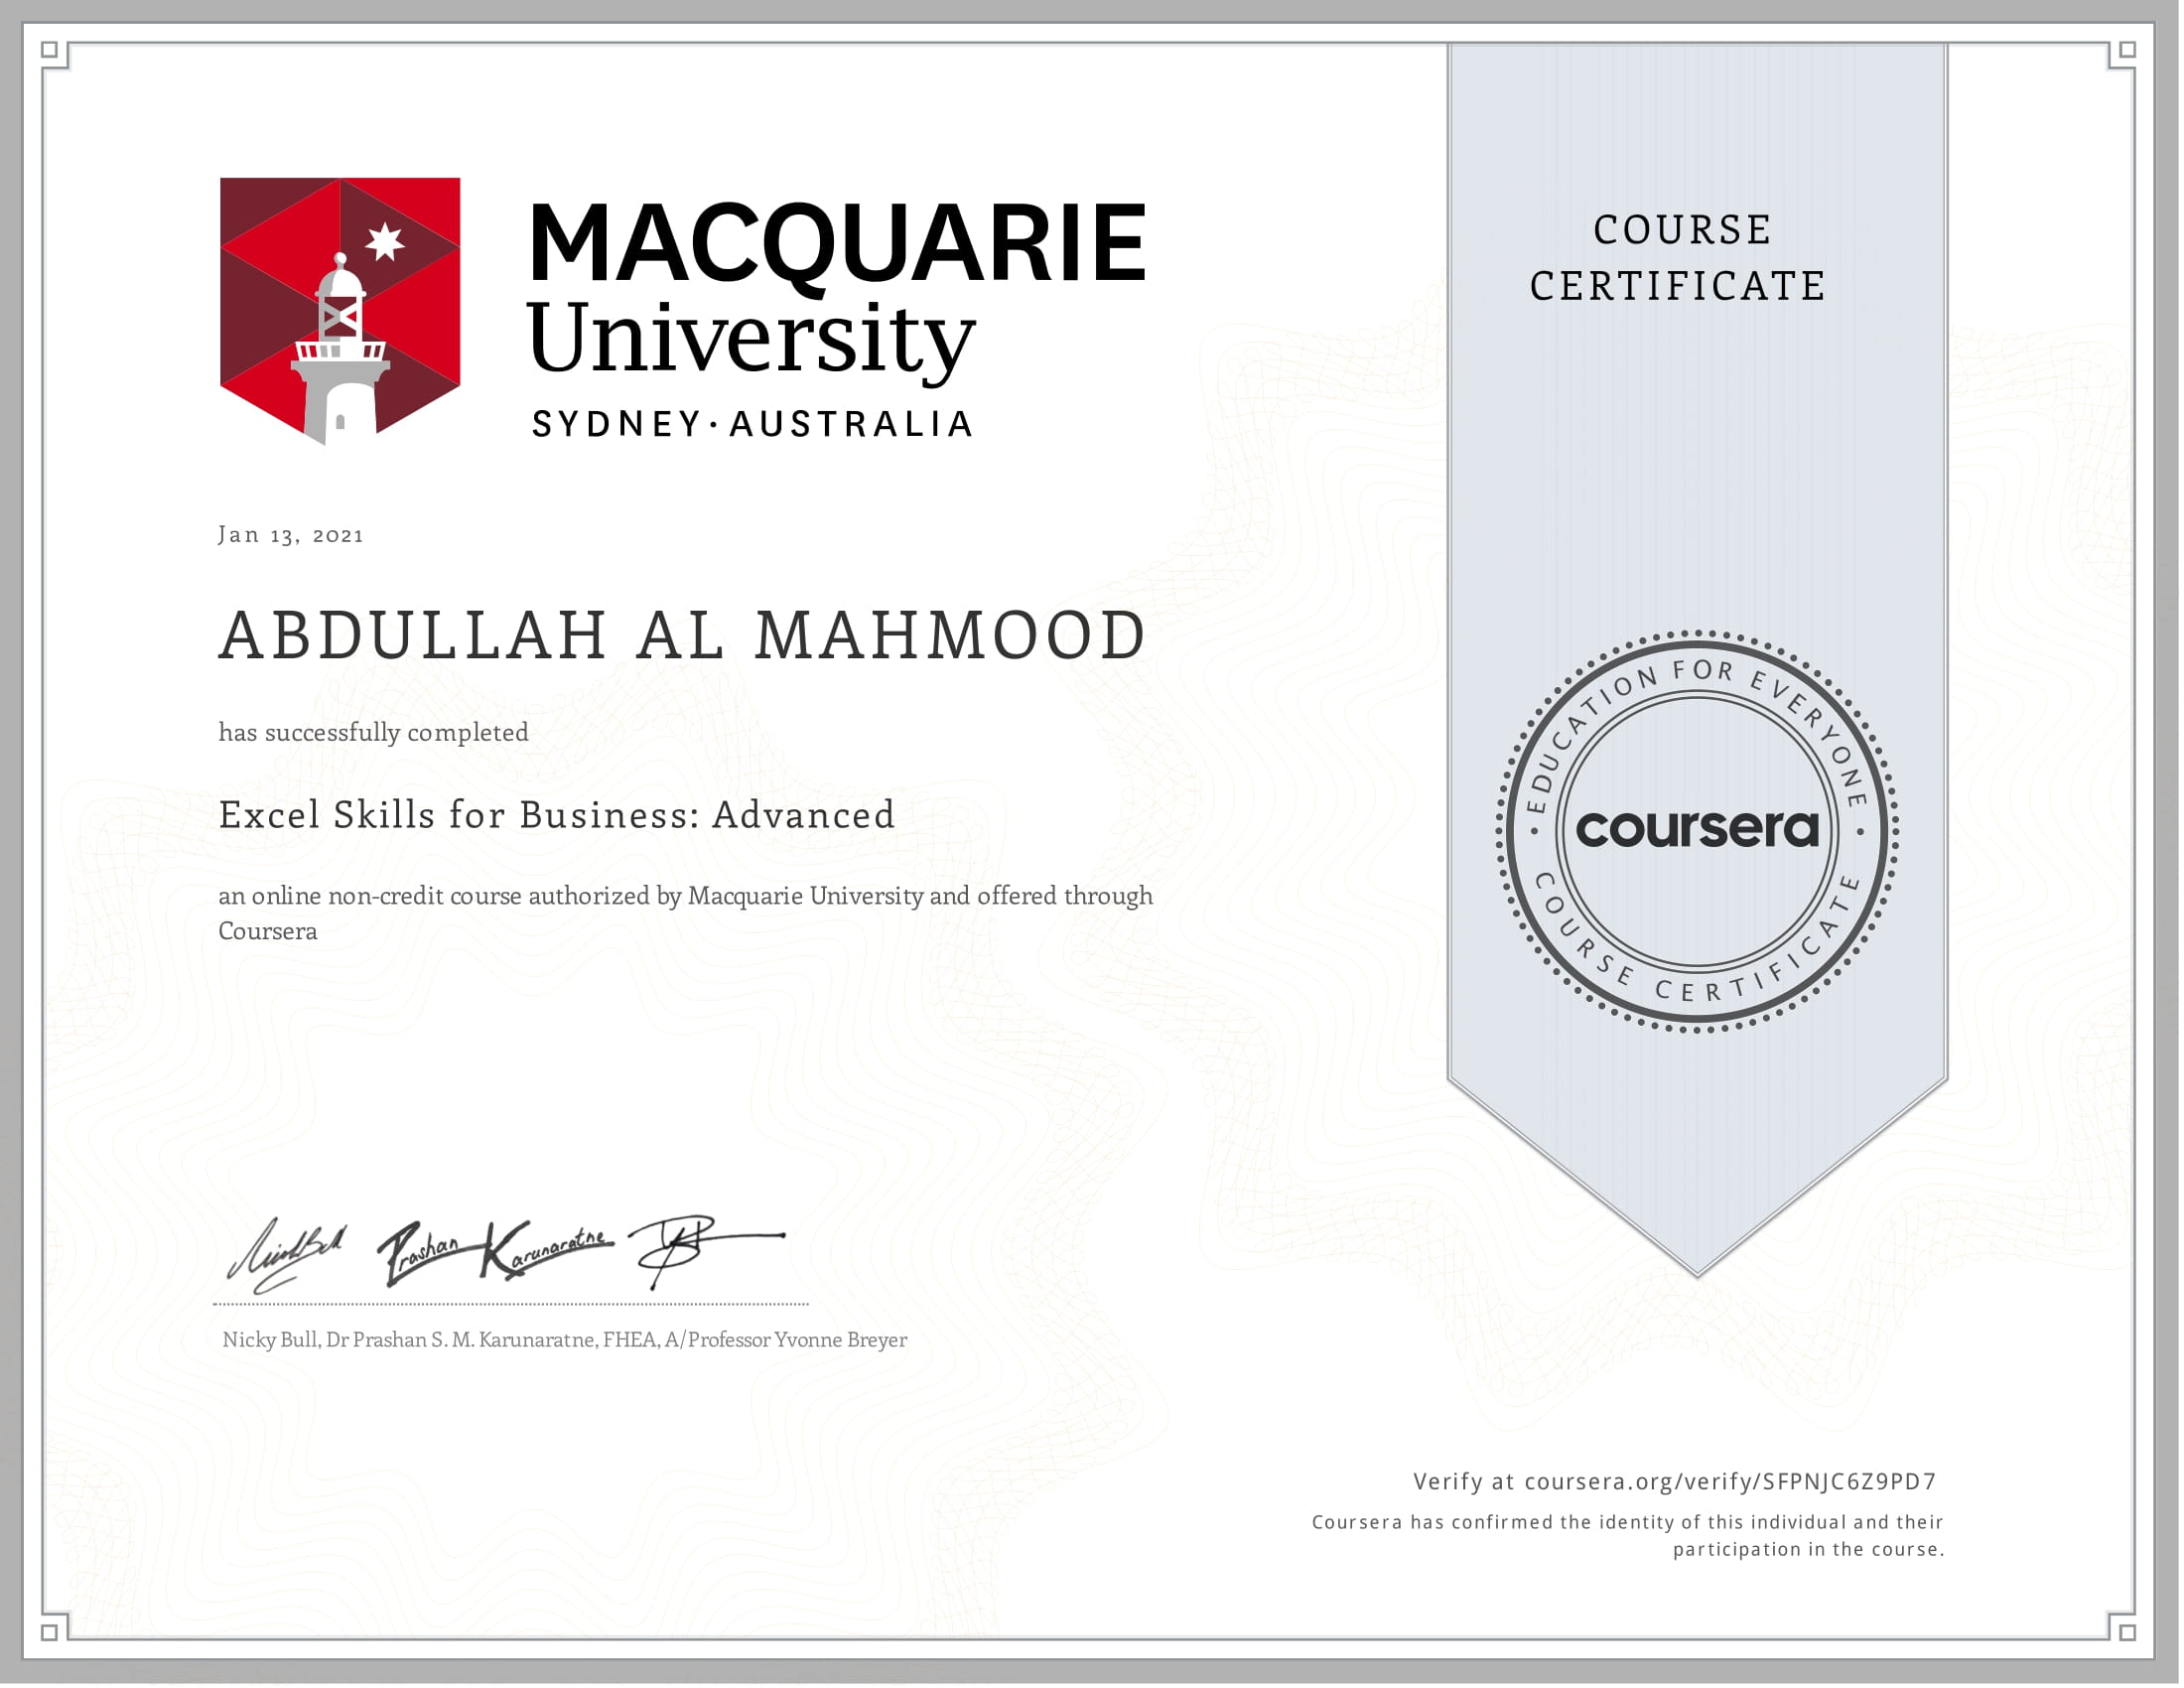 MACQUARIE
University
SYDNEY·AUSTRALIA
COURSE
CERTIFICATE
Jan 13, 2021
ABDULLAH AL MAHMOOD
has successfully completed
Excel Skills for Business: Advanced
an online non-credit course authorized by Macquarie University and offered through
Coursera
• EDUCATION FOR EVERYONE •
coursera
COURSE CERTIFICATE
Prashan Karunaratne
Nicky Bull, Dr Prashan S. M. Karunaratne, FHEA, A/Professor Yvonne Breyer
Verify at coursera.org/verify/SFPNJC6Z9PD7
Coursera has confirmed the identity of this individual and their
participation in the course.